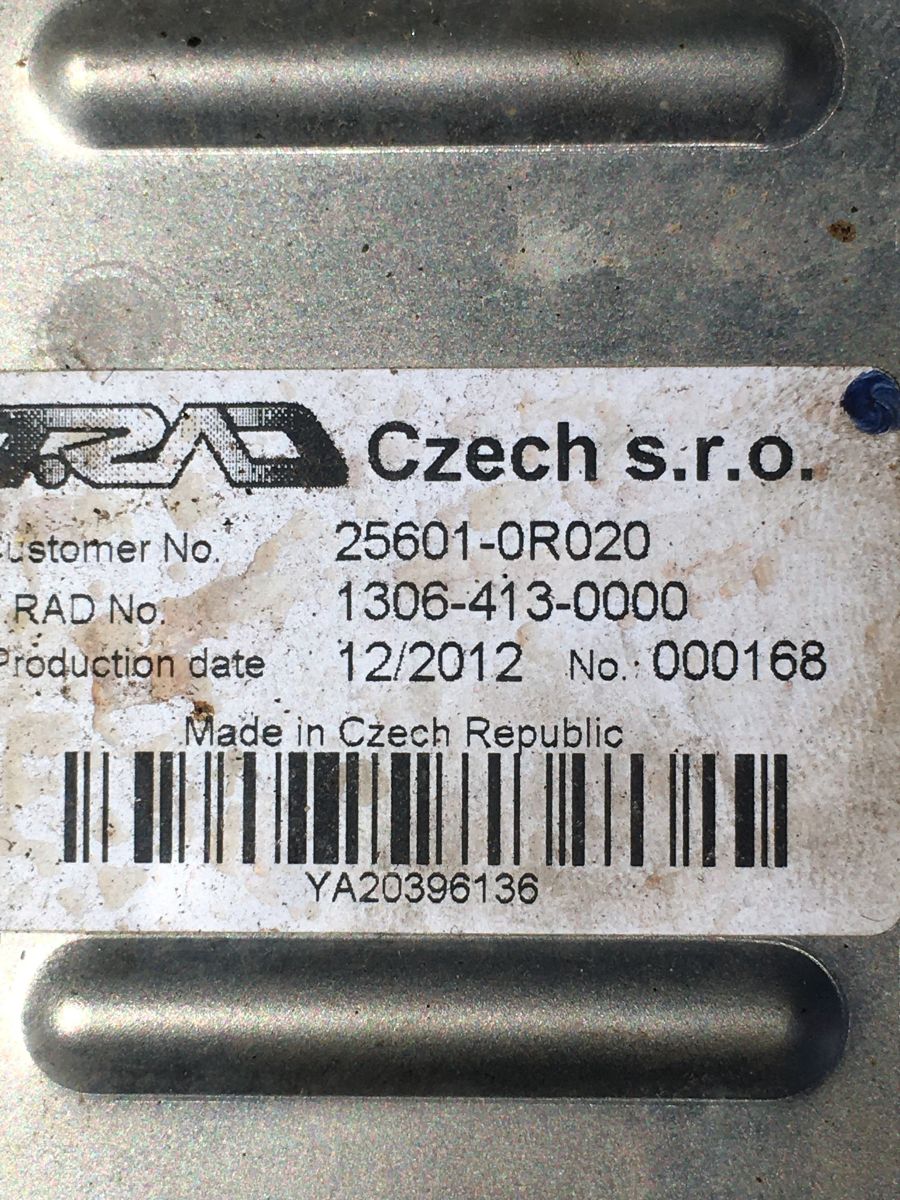 T.RAD Czech s.r.o.
Customer No. 25601-0R020
T.RAD No. 1306-413-0000
Production date 12/2012 No. 000168
Made in Czech Republic
YA20396136